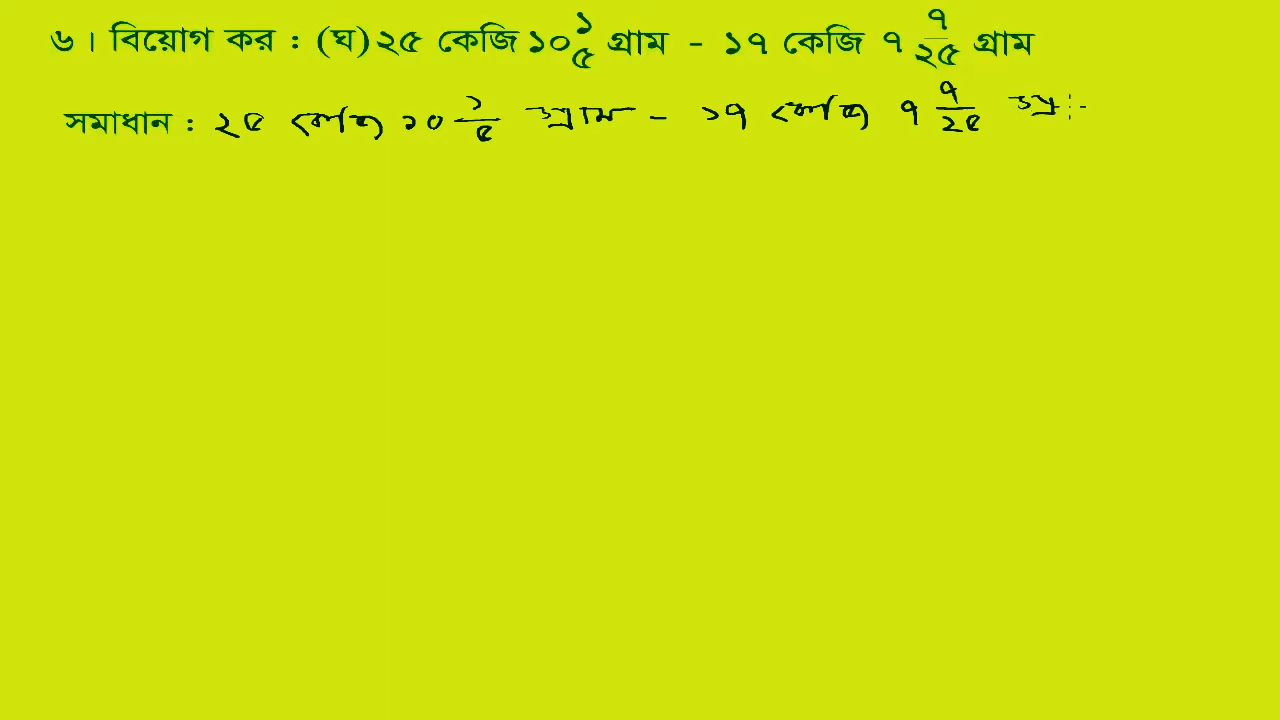 ৬। বিয়োগ কর : (ঘ) ২৫ কেজি ১০ ১/৫ গ্রাম - ১৭ কেজি ৭ ৭/২৫ গ্রাম
সমাধান : ২৫ কেজি ১০ ১/৫ গ্রাম - ১৭ কেজি ৭ ৭/২৫